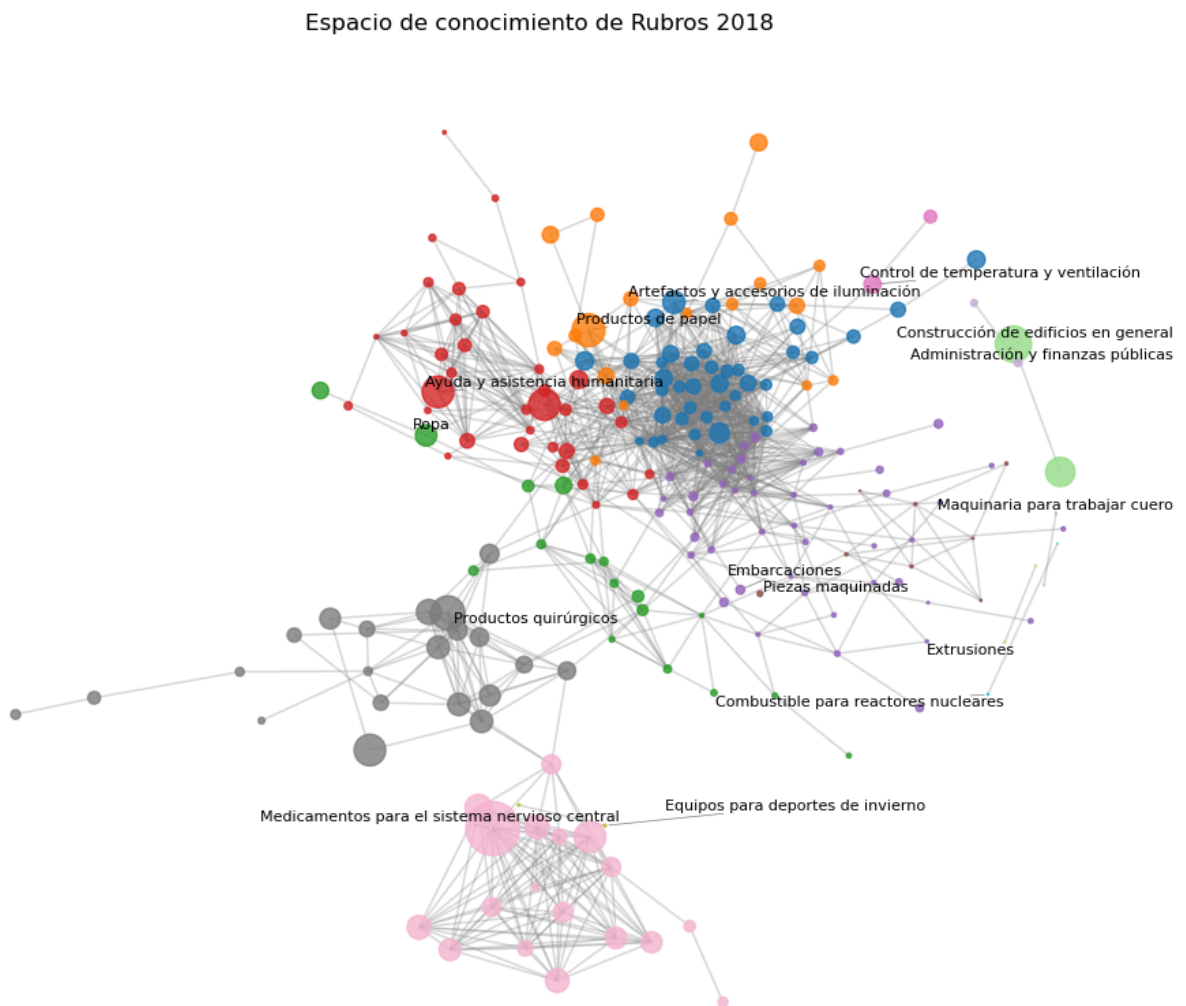 Espacio de conocimiento de Rubros 2018
Control de temperatura y ventilación
Artefactos y accesorios de iluminación
Productos de papel
Construcción de edificios en general
Administración y finanzas públicas
Ayuda y asistencia humanitaria
Ropa
Maquinaria para trabajar cuero
Embarcaciones
Piezas maquinadas
Productos quirúrgicos
Extrusiones
Combustible para reactores nucleares
Equipos para deportes de invierno
Medicamentos para el sistema nervioso central